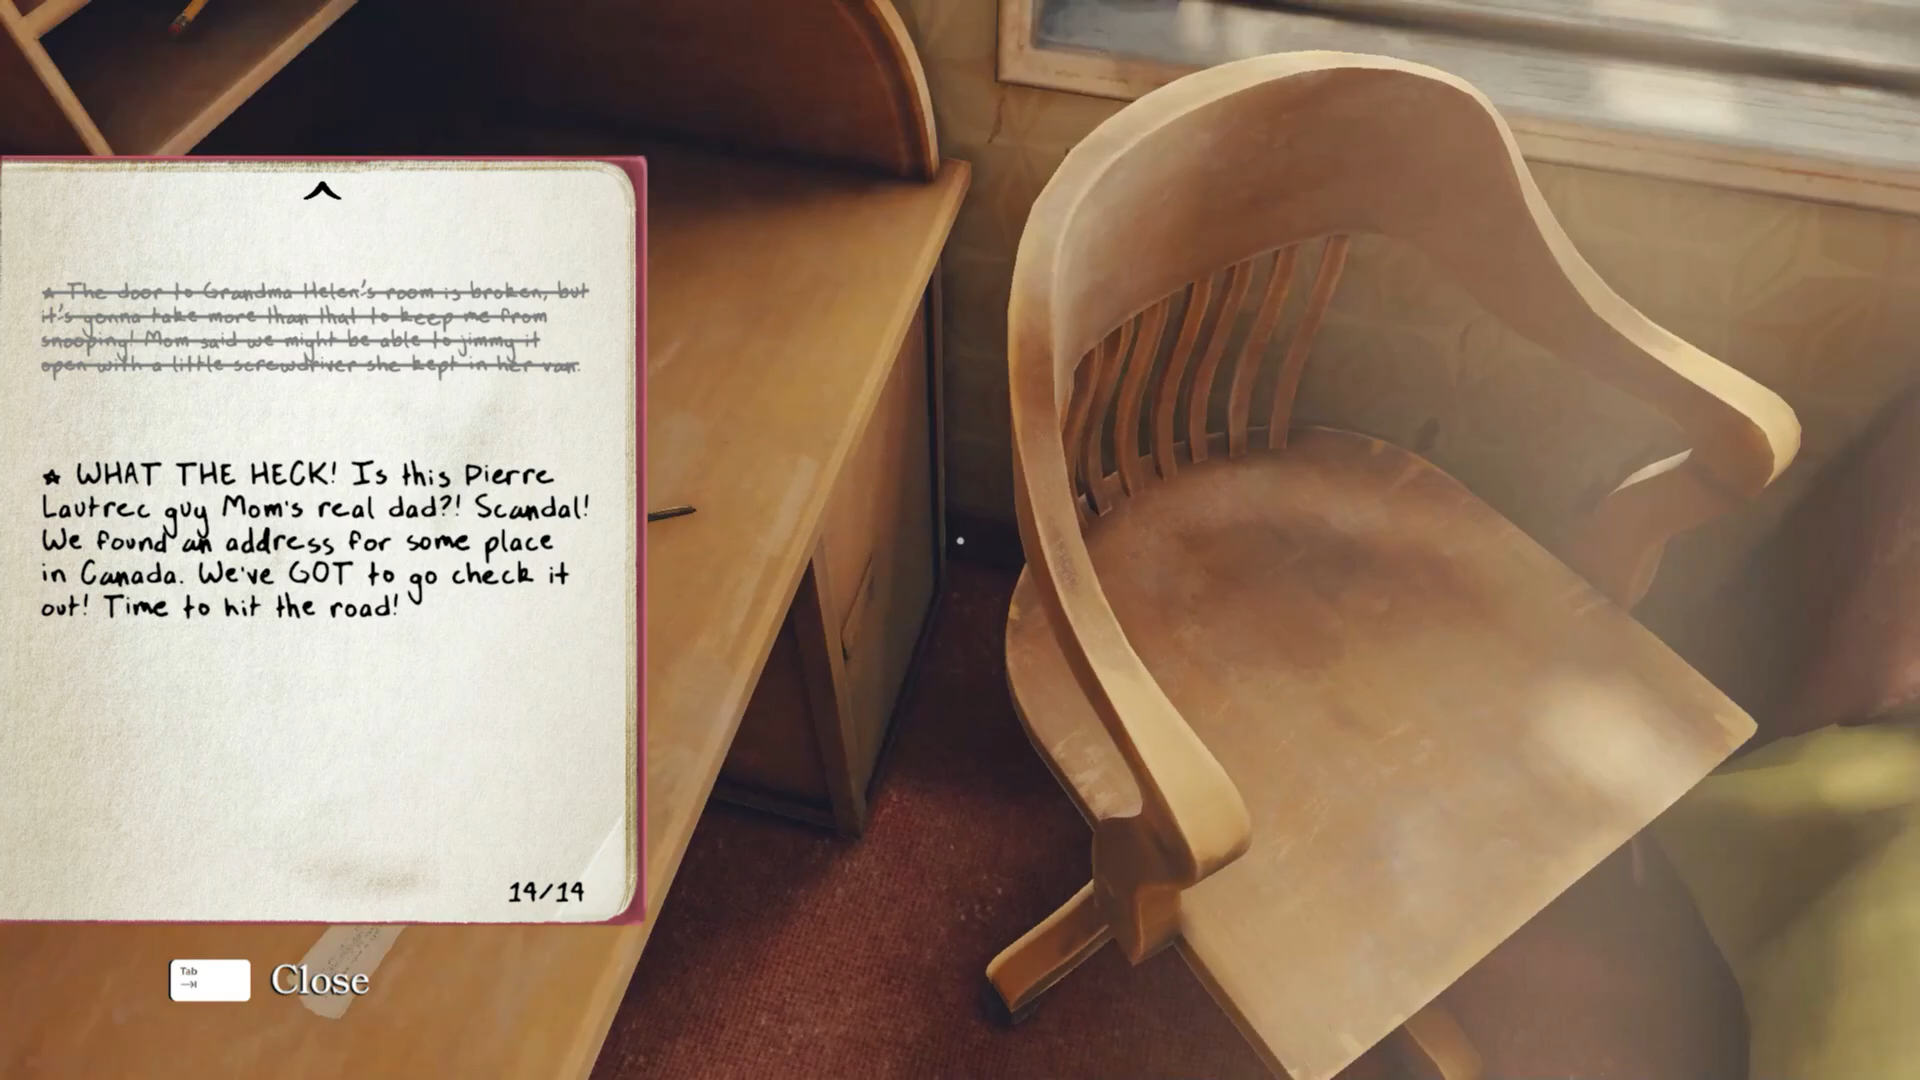 ★ The door to Grandma Helen's room is broken, but
it's gonna take more than that to keep me from
snooping! Mom said we might be able to jimmy it
open with a little screwdriver she kept in her van.
★ WHAT THE HECK! Is this Pierre
Lautrec guy Mom's real dad?! Scandal!
We found an address for some place
in Canada. We've GOT to go check it
out! Time to hit the road!
14/14
Tab
Close